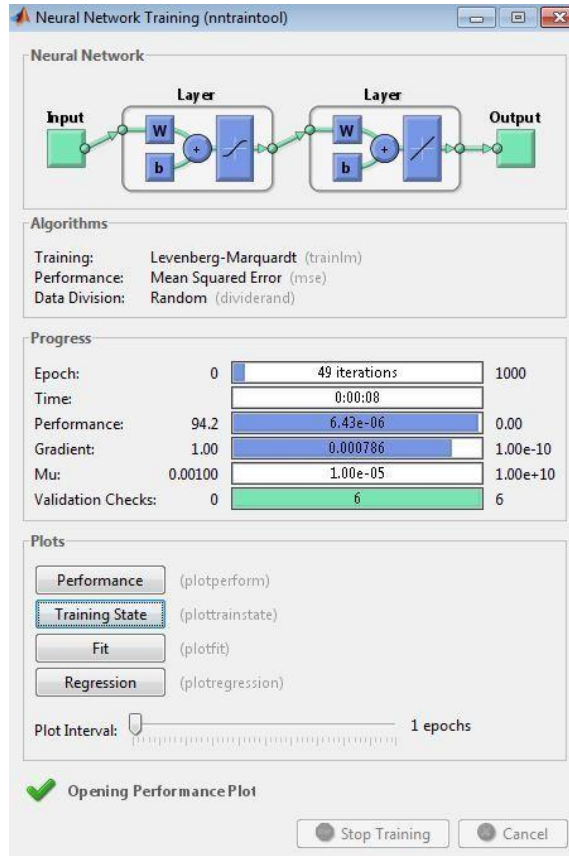 Neural Network Training (nntraintool)
Neural Network
Layer Layer
Input Output
W W
+ +
b b
Algorithms
Training: Levenberg-Marquardt (trainlm)
Performance: Mean Squared Error (mse)
Data Division: Random (dividerand)
Progress
Epoch: 0 49 iterations 1000
Time: 0:00:08
Performance: 94.2 6.43e-06 0.00
Gradient: 1.00 0.000786 1.00e-10
Mu: 0.00100 1.00e-05 1.00e+10
Validation Checks: 0 6 6
Plots
Performance (plotperform)
Training State (plottrainstate)
Fit (plotfit)
Regression (plotregression)
Plot Interval: 1 epochs
Opening Performance Plot
Stop Training Cancel